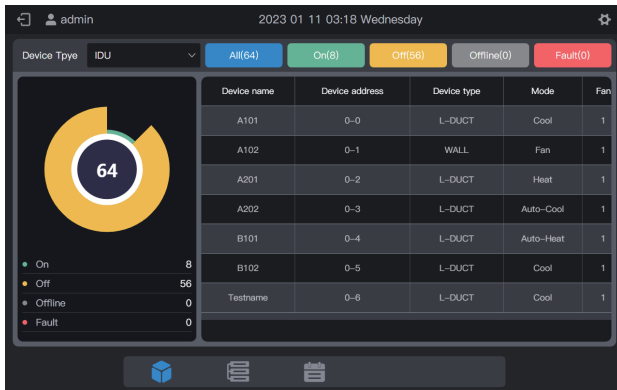 admin 2023 01 11 03:18 Wednesday
Device Tpye IDU All(64) On(8) Off(56) Offline(0) Fault(0)
Device name Device address Device type Mode Fan
A101 0-0 L-DUCT Cool 1
A102 0-1 WALL Fan 1
A201 0-2 L-DUCT Heat 1
A202 0-3 L-DUCT Auto-Cool 1
B101 0-4 L-DUCT Auto-Heat 1
B102 0-5 L-DUCT Cool 1
Testname 0-6 L-DUCT Cool 1
64
On 8
Off 56
Offline 0
Fault 0